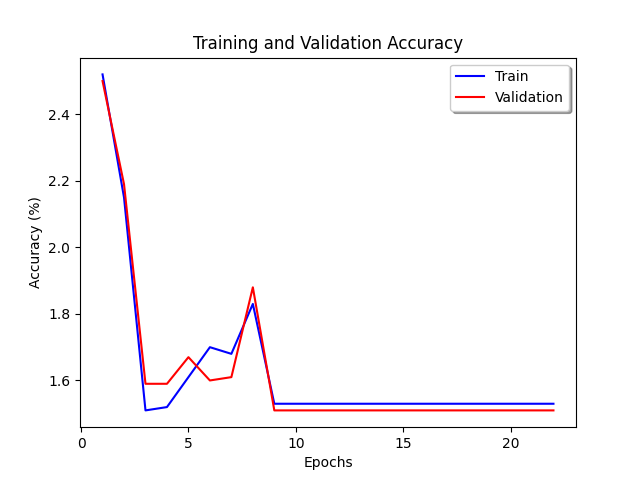 Training and Validation Accuracy
Train
Validation
Accuracy (%)
2.4
2.2
2.0
1.8
1.6
0 5 10 15 20
Epochs